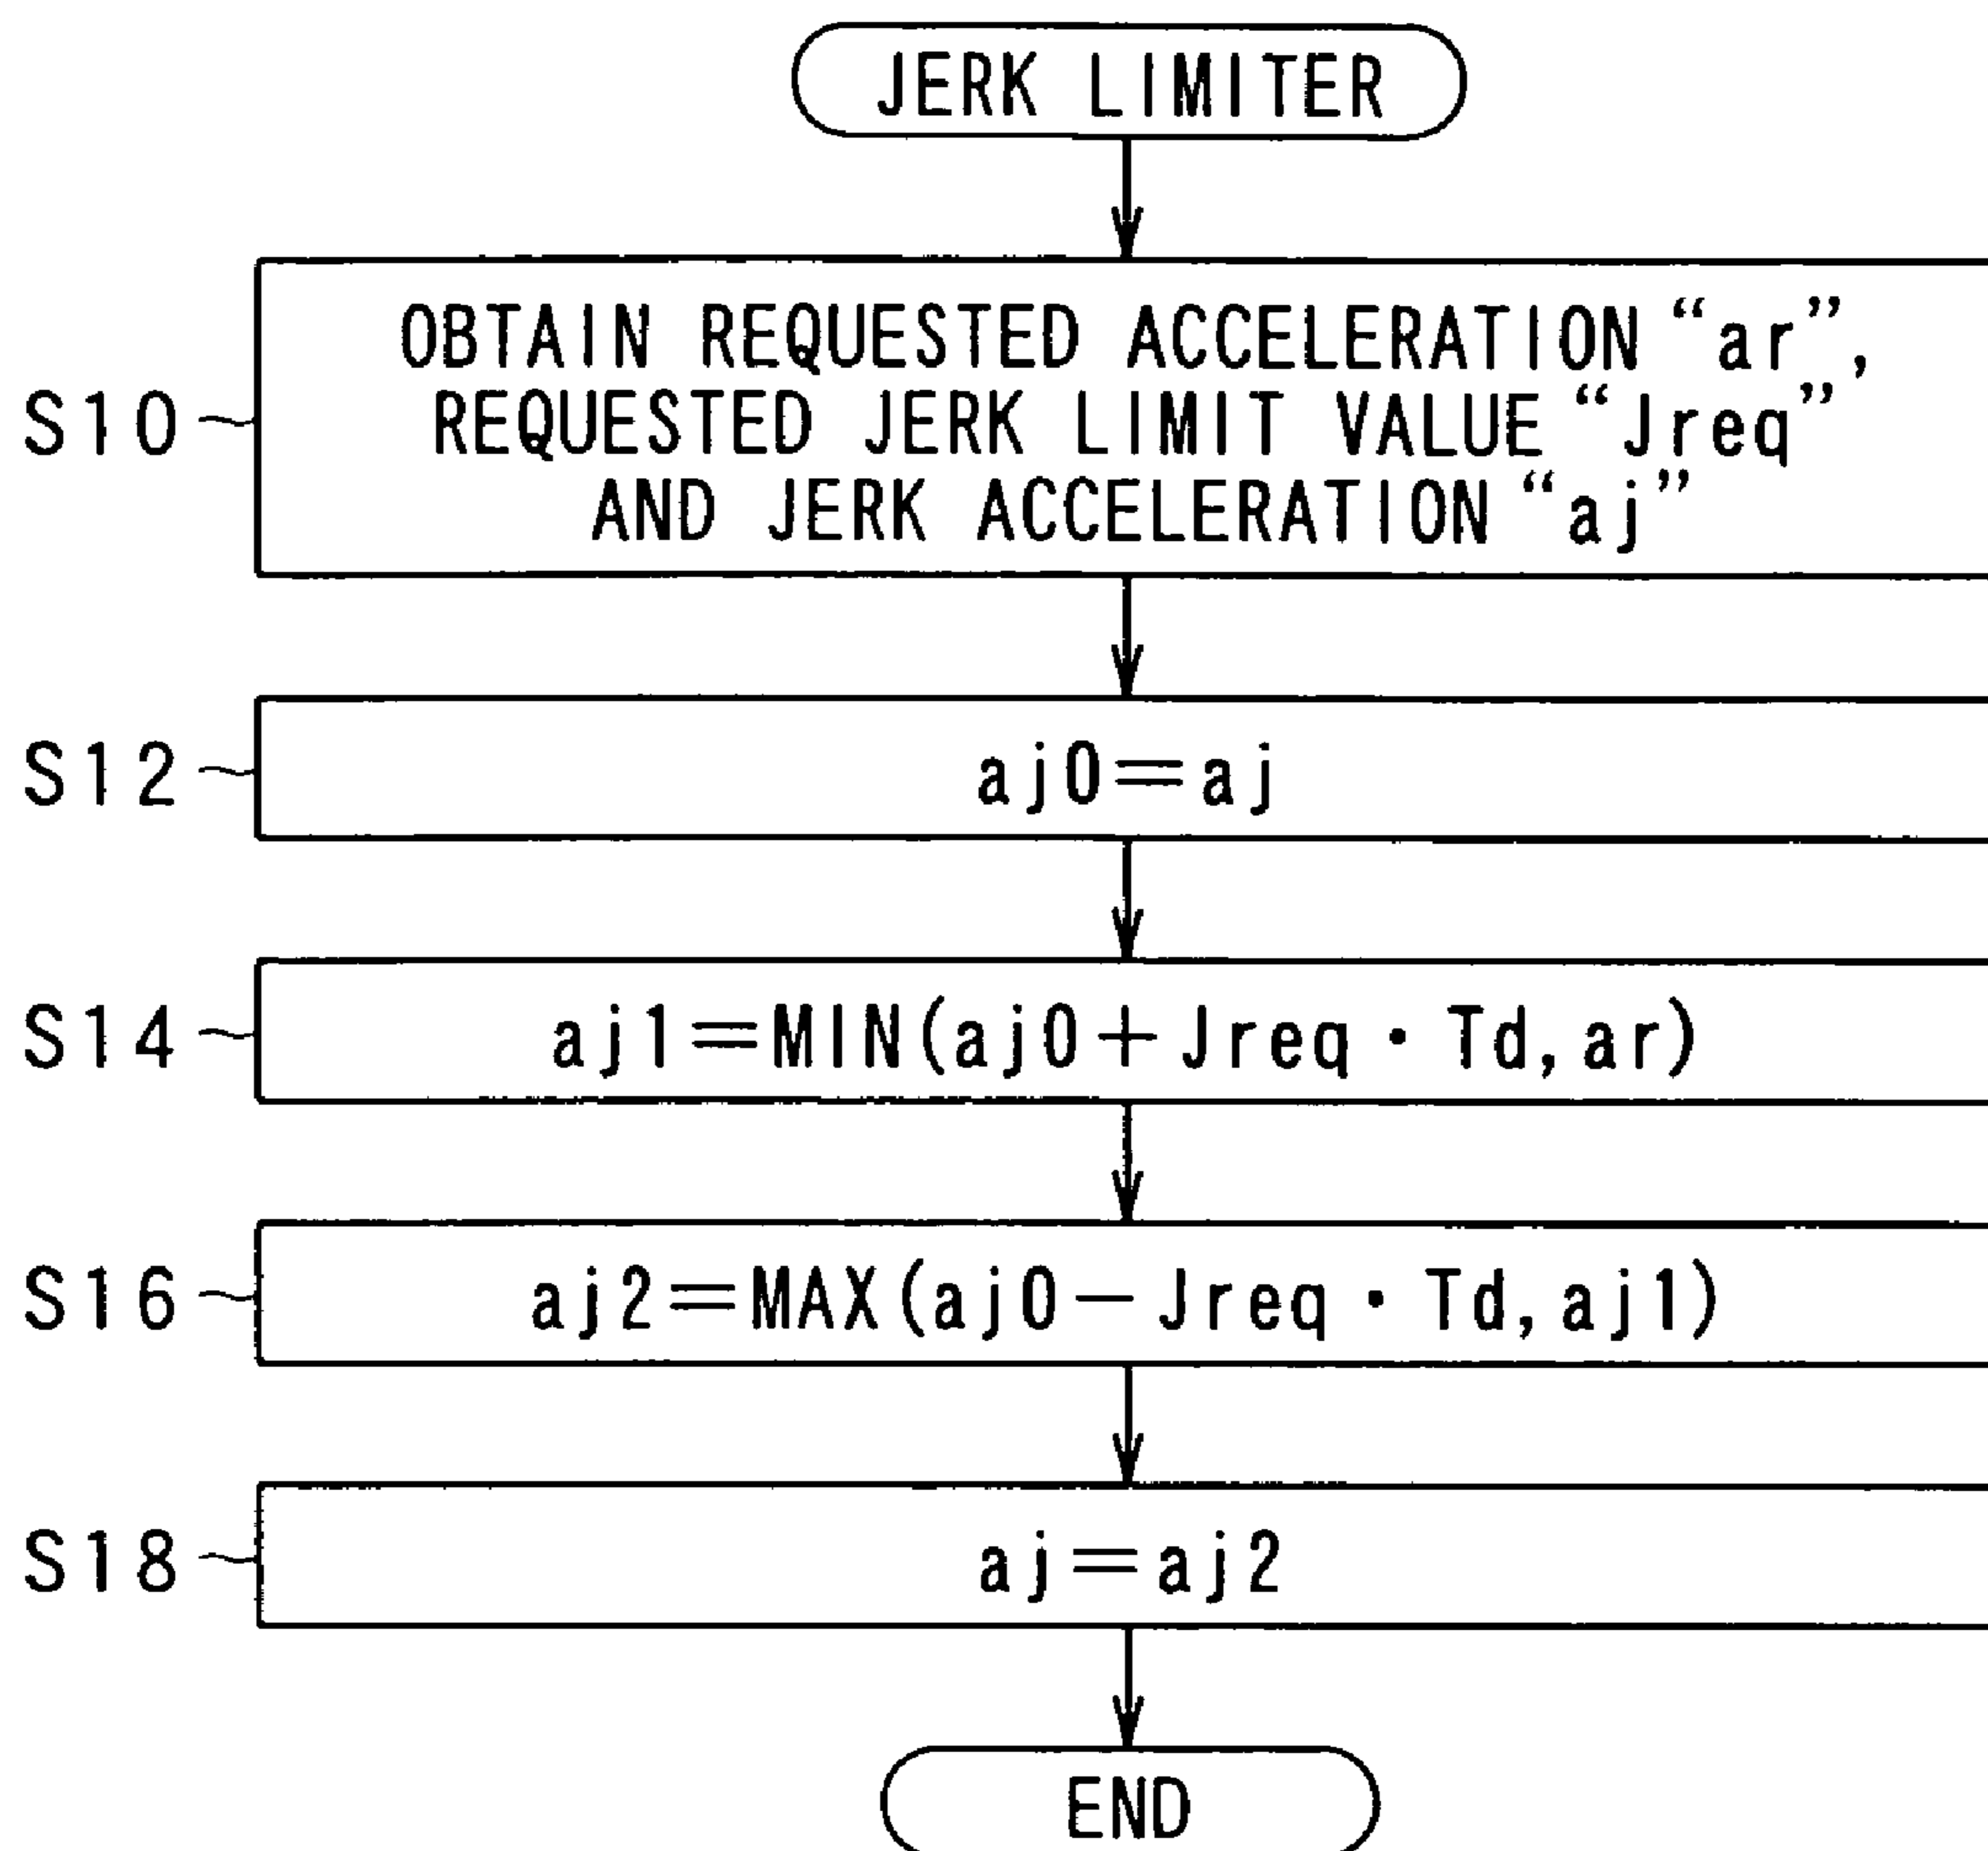 JERK LIMITER
S10
OBTAIN REQUESTED ACCELERATION “ar”,
REQUESTED JERK LIMIT VALUE “Jreq”
AND JERK ACCELERATION “aj”
S12
aj0=aj
S14
aj1=MIN(aj0+Jreq・Td,ar)
S16
aj2=MAX(aj0-Jreq・Td,aj1)
S18
aj=aj2
END